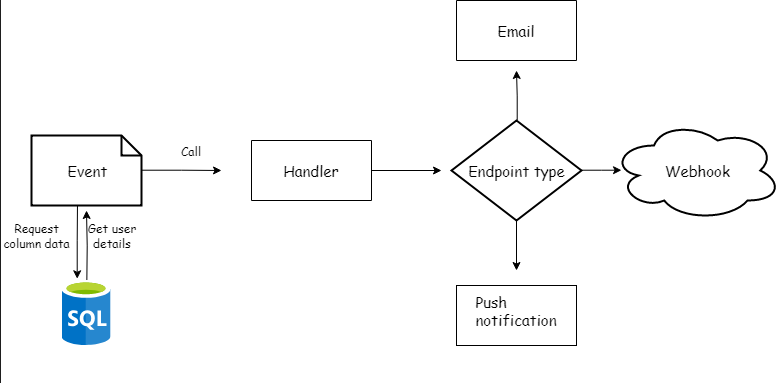 Email
Call
Event
Handler
Endpoint type
Webhook
Request
column data
Get user
details
Push
notification
SQL